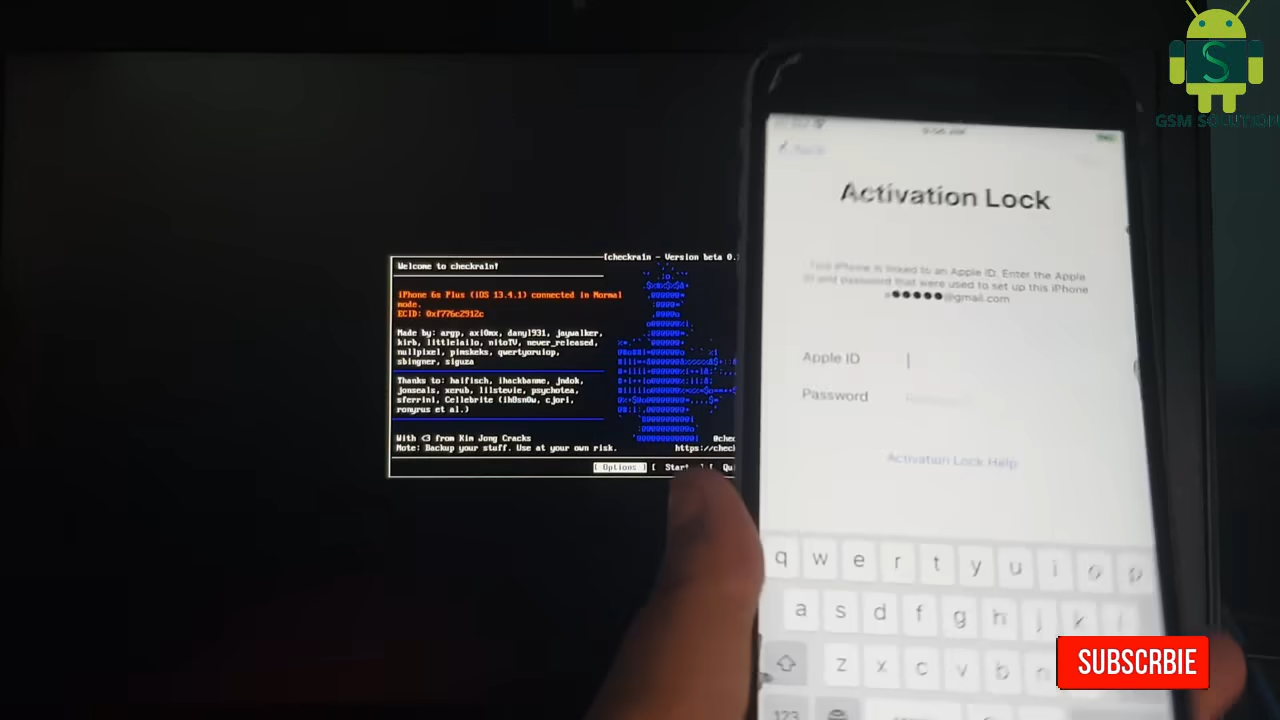 GSM SOLUTION
[checkra1n - Version beta 0.
Welcome to checkra1n!
iPhone 6s Plus (iOS 13.4.1) connected in Normal
mode.
ECID: 0xf776c2912c
Made by: argp, axi0mx, danyl931, jaywalker,
kirb, littlelailo, nitoTV, never_released,
nullpixel, pimskeks, qwertyoruiop,
sbingner, siguza
Thanks to: haifisch, ihackbanme, jndok,
jonseals, xerub, lilstevie, psychotea,
sferrini, Cellebrite (ih8sn0w, cjori,
ronyrus et al.)
With <3 from Kim Jong Cracks
Note: Backup your stuff. Use at your own risk.
https://chec
[ Options ] [ Start ] [ Qu
Activation Lock
This iPhone is linked to an Apple ID. Enter the Apple
ID and password that were used to set up this iPhone
●●●●●@gmail.com
Apple ID
Password
Activation Lock Help
q w e r t y u i o p
a s d f g h j k l
z x c v b n
123
SUBSCRBIE